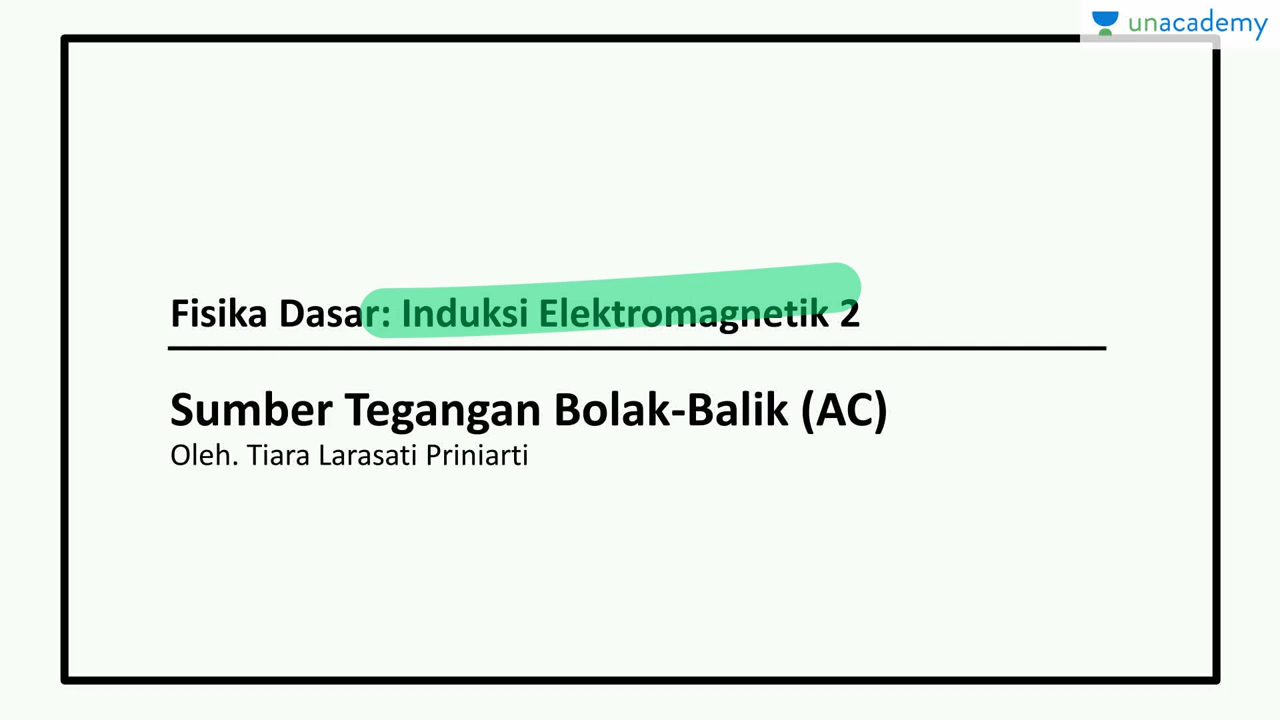 unacademy
Fisika Dasar: Induksi Elektromagnetik 2
Sumber Tegangan Bolak-Balik (AC)
Oleh. Tiara Larasati Priniarti